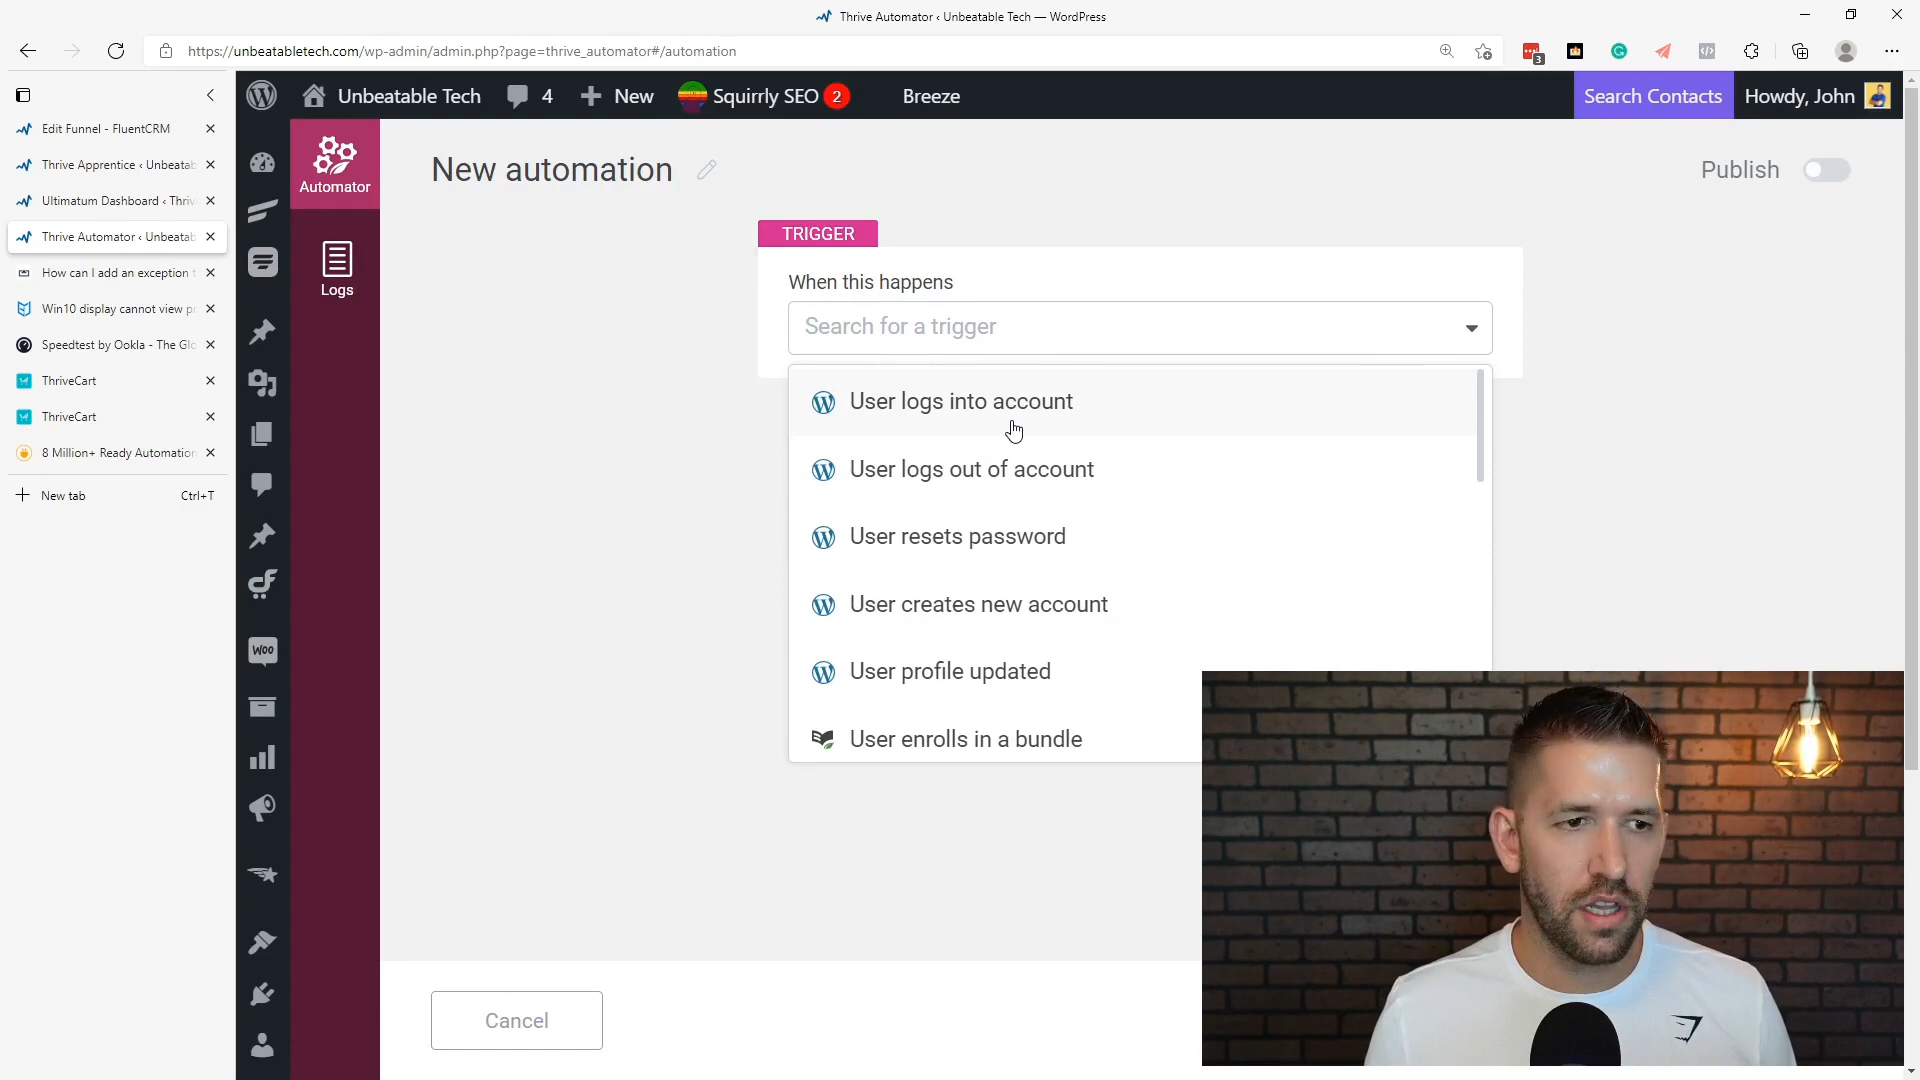 Thrive Automator ‹ Unbeatable Tech — WordPress
https://unbeatabletech.com/wp-admin/admin.php?page=thrive_automator#/automation
3
Edit Funnel - FluentCRM
Thrive Apprentice ‹ Unbeatab
Ultimatum Dashboard ‹ Thriv
Thrive Automator ‹ Unbeatab
How can I add an exception t
Win10 display cannot view p
Speedtest by Ookla - The Glo
ThriveCart
ThriveCart
8 Million+ Ready Automation
New tab Ctrl+T
Unbeatable Tech 4 New Squirrly SEO 2 Breeze Search Contacts Howdy, John
Automator
Logs
Woo
New automation
Publish
TRIGGER
When this happens
Search for a trigger
User logs into account
User logs out of account
User resets password
User creates new account
User profile updated
User enrolls in a bundle
Cancel